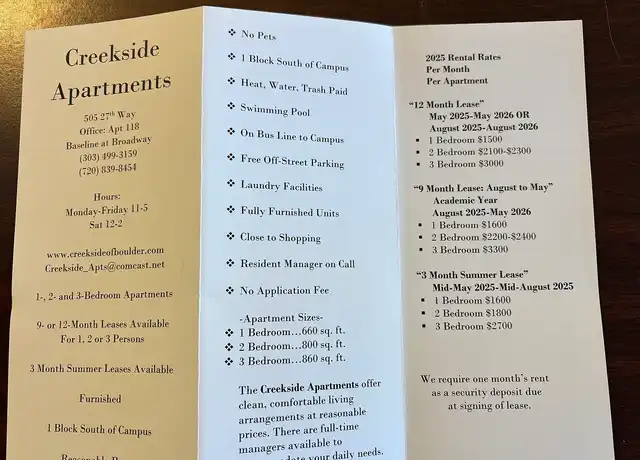 Creekside
Apartments
505 27th Way
Office: Apt 118
Baseline at Broadway
(303) 499-3159
(720) 839-8454
Hours:
Monday-Friday 11-5
Sat 12-2
www.creeksideofboulder.com
Creekside_Apts@comcast.net
1-, 2- and 3-Bedroom Apartments
9- or 12-Month Leases Available
For 1, 2 or 3 Persons
3 Month Summer Leases Available
Furnished
1 Block South of Campus
❖ No Pets
❖ 1 Block South of Campus
❖ Heat, Water, Trash Paid
❖ Swimming Pool
❖ On Bus Line to Campus
❖ Free Off-Street Parking
❖ Laundry Facilities
❖ Fully Furnished Units
❖ Close to Shopping
❖ Resident Manager on Call
❖ No Application Fee
-Apartment Sizes-
❖ 1 Bedroom…660 sq. ft.
❖ 2 Bedroom…800 sq. ft.
❖ 3 Bedroom…860 sq. ft.
The Creekside Apartments offer
clean, comfortable living
arrangements at reasonable
prices. There are full-time
managers available to
your daily needs.
2025 Rental Rates
Per Month
Per Apartment
“12 Month Lease”
May 2025-May 2026 OR
August 2025-August 2026
▪ 1 Bedroom $1500
▪ 2 Bedroom $2100-$2300
▪ 3 Bedroom $3000
“9 Month Lease: August to May”
Academic Year
August 2025-May 2026
▪ 1 Bedroom $1600
▪ 2 Bedroom $2200-$2400
▪ 3 Bedroom $3300
“3 Month Summer Lease”
Mid-May 2025-Mid-August 2025
▪ 1 Bedroom $1600
▪ 2 Bedroom $1800
▪ 3 Bedroom $2700
We require one month’s rent
as a security deposit due
at signing of lease.